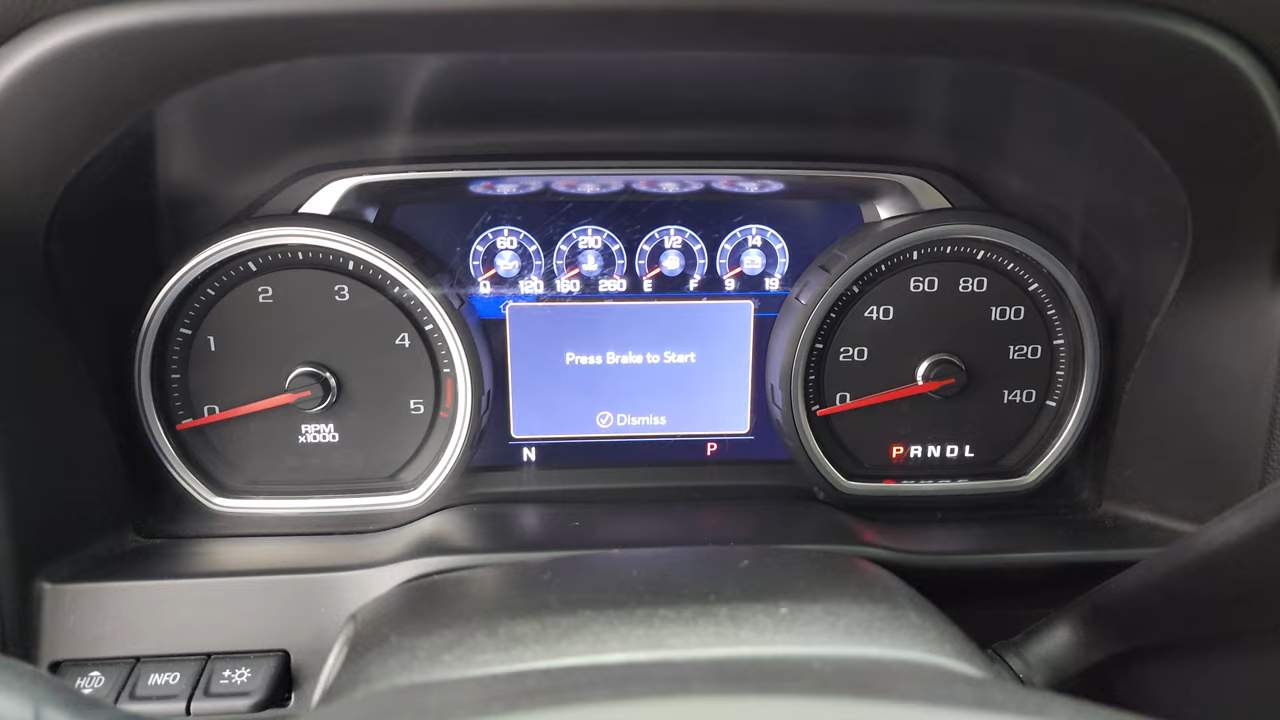 60 210 1/2 14
0 120 160 260 E F 9 19
0 1 2 3 4 5
RPM
x1000
Press Brake to Start
Dismiss
N P
0 20 40 60 80 100 120 140
PRNDL
HUD INFO +-